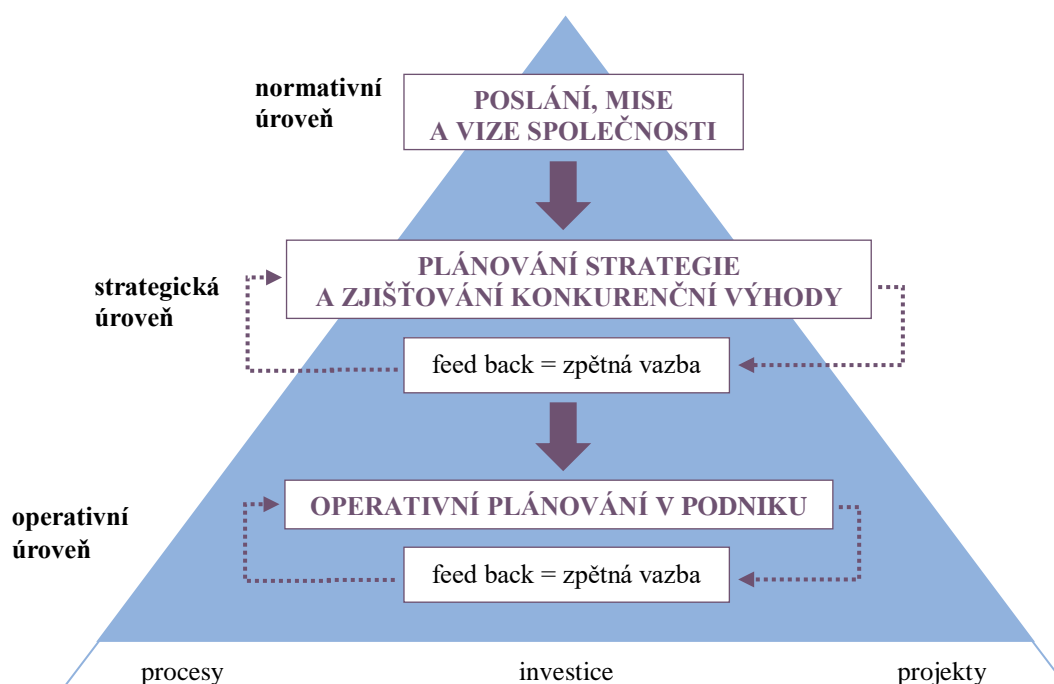 normativní
úroveň
POSLÁNÍ, MISE
A VIZE SPOLEČNOSTI
strategická
úroveň
PLÁNOVÁNÍ STRATEGIE
A ZJIŠŤOVÁNÍ KONKURENČNÍ VÝHODY
feed back = zpětná vazba
operativní
úroveň
OPERATIVNÍ PLÁNOVÁNÍ V PODNIKU
feed back = zpětná vazba
procesy investice projekty